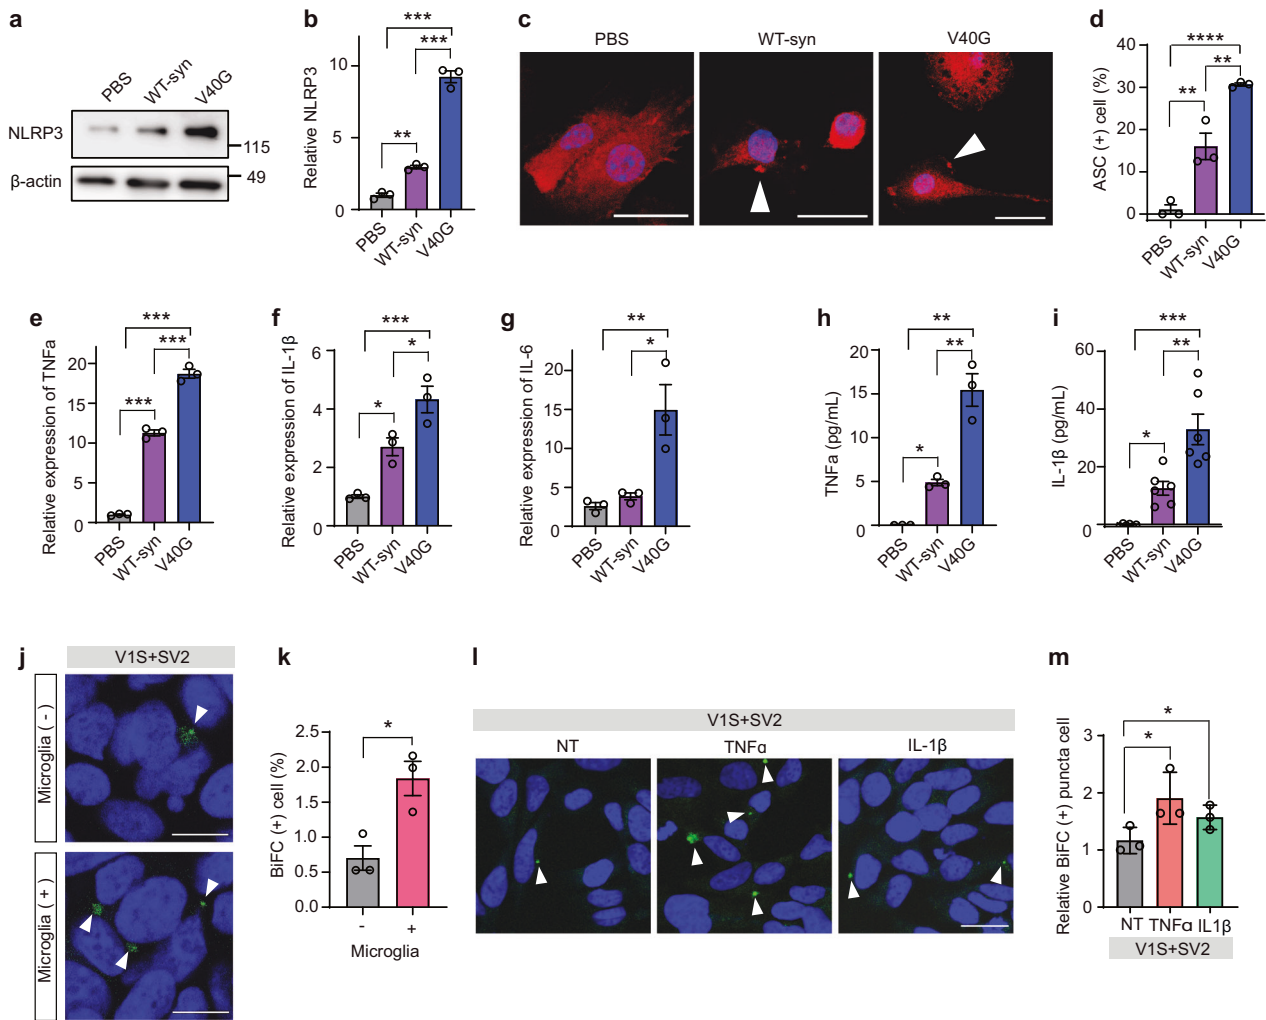 a
PBS
WT-syn
V40G
NLRP3
115
β-actin
49
b
***
***
**
Relative NLRP3
10
5
0
PBS
WT-syn
V40G
c
PBS
WT-syn
V40G
d
****
**
**
ASC (+) cell (%)
40
30
20
10
0
PBS
WT-syn
V40G
e
***
***
***
Relative expression of TNFa
20
15
10
5
0
PBS
WT-syn
V40G
f
***
*
*
Relative expression of IL-1β
6
4
2
0
PBS
WT-syn
V40G
g
**
*
Relative expression of IL-6
25
20
15
10
5
0
PBS
WT-syn
V40G
h
**
**
*
TNFa (pg/mL)
20
15
10
5
0
PBS
WT-syn
V40G
i
***
**
*
IL-1β (pg/mL)
60
40
20
0
PBS
WT-syn
V40G
j
V1S+SV2
Microglia (-)
Microglia (+)
k
*
BiFC (+) cell (%)
2.5
2.0
1.5
1.0
0.5
0.0
- +
Microglia
l
V1S+SV2
NT
TNFɑ
IL-1β
m
*
*
Relative BiFC (+) puncta cell
3
2
1
0
NT TNFɑ IL1β
V1S+SV2